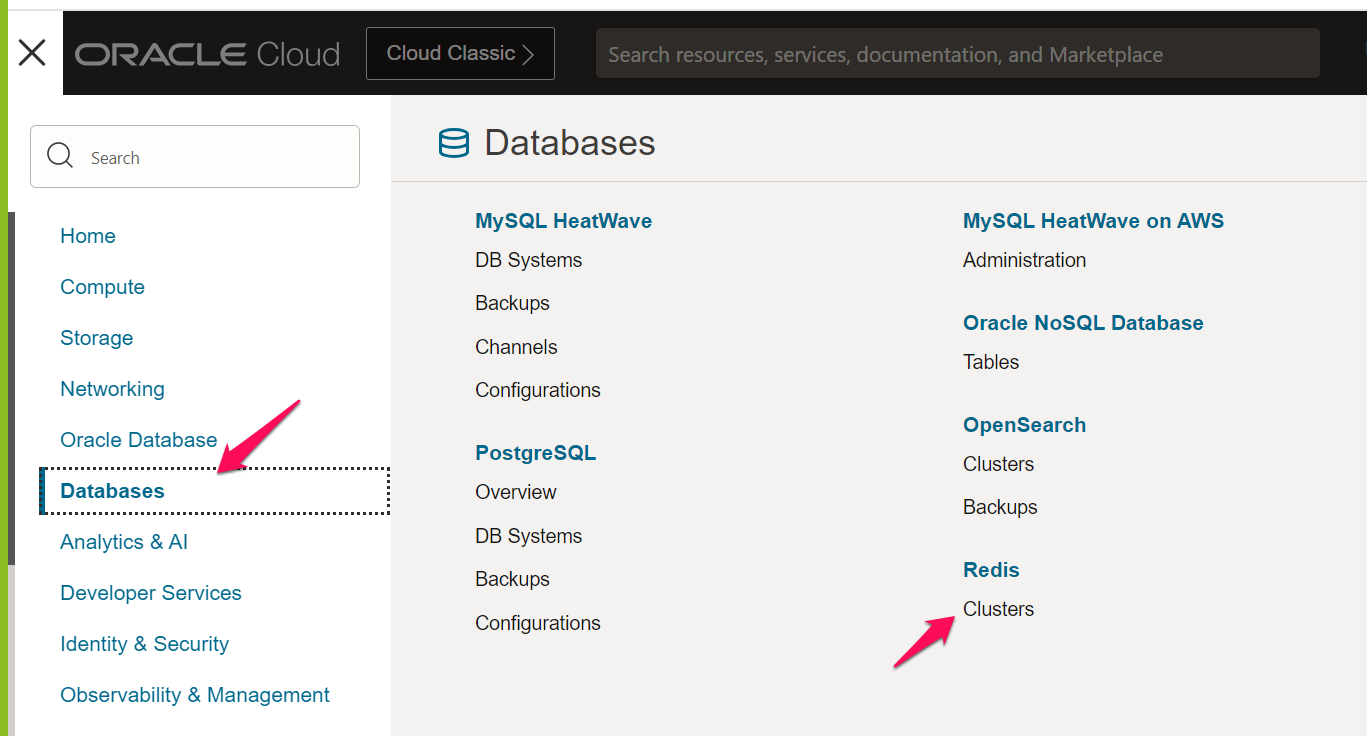 ORACLE Cloud
Cloud Classic
Search resources, services, documentation, and Marketplace
Search
Home
Compute
Storage
Networking
Oracle Database
Databases
Analytics & AI
Developer Services
Identity & Security
Observability & Management
Databases
MySQL HeatWave
DB Systems
Backups
Channels
Configurations
PostgreSQL
Overview
DB Systems
Backups
Configurations
MySQL HeatWave on AWS
Administration
Oracle NoSQL Database
Tables
OpenSearch
Clusters
Backups
Redis
Clusters